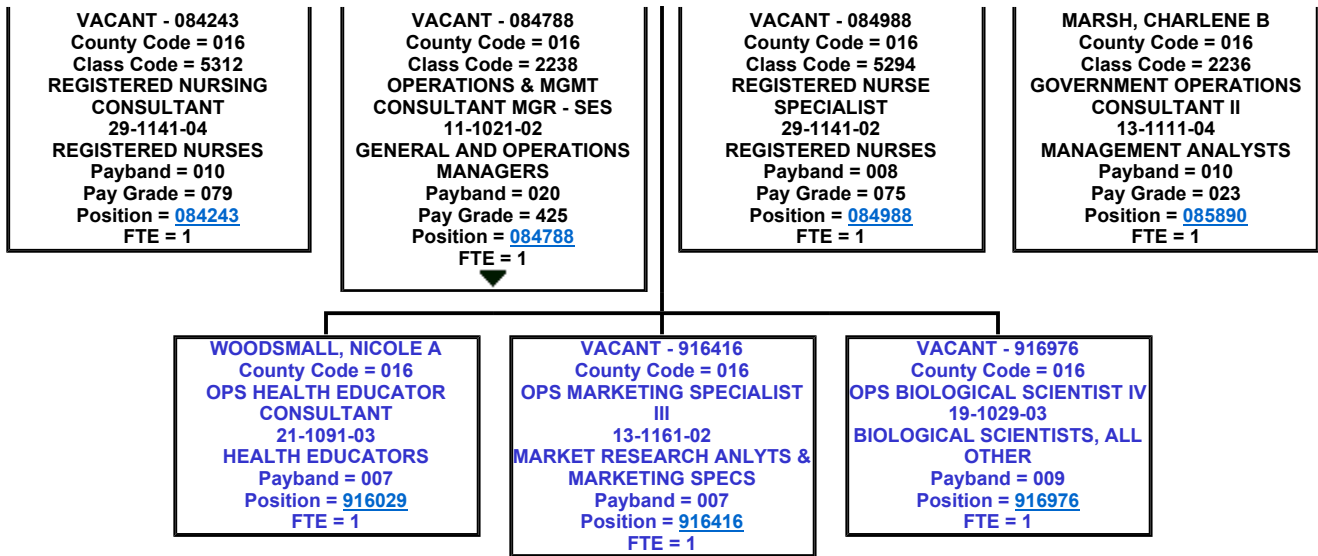 VACANT - 084243
County Code = 016
Class Code = 5312
REGISTERED NURSING
CONSULTANT
29-1141-04
REGISTERED NURSES
Payband = 010
Pay Grade = 079
Position = 084243
FTE = 1
VACANT - 084788
County Code = 016
Class Code = 2238
OPERATIONS & MGMT
CONSULTANT MGR - SES
11-1021-02
GENERAL AND OPERATIONS
MANAGERS
Payband = 020
Pay Grade = 425
Position = 084788
FTE = 1
VACANT - 084988
County Code = 016
Class Code = 5294
REGISTERED NURSE
SPECIALIST
29-1141-02
REGISTERED NURSES
Payband = 008
Pay Grade = 075
Position = 084988
FTE = 1
MARSH, CHARLENE B
County Code = 016
Class Code = 2236
GOVERNMENT OPERATIONS
CONSULTANT II
13-1111-04
MANAGEMENT ANALYSTS
Payband = 010
Pay Grade = 023
Position = 085890
FTE = 1
WOODSMALL, NICOLE A
County Code = 016
OPS HEALTH EDUCATOR
CONSULTANT
21-1091-03
HEALTH EDUCATORS
Payband = 007
Position = 916029
FTE = 1
VACANT - 916416
County Code = 016
OPS MARKETING SPECIALIST
III
13-1161-02
MARKET RESEARCH ANLYTS &
MARKETING SPECS
Payband = 007
Position = 916416
FTE = 1
VACANT - 916976
County Code = 016
OPS BIOLOGICAL SCIENTIST IV
19-1029-03
BIOLOGICAL SCIENTISTS, ALL
OTHER
Payband = 009
Position = 916976
FTE = 1